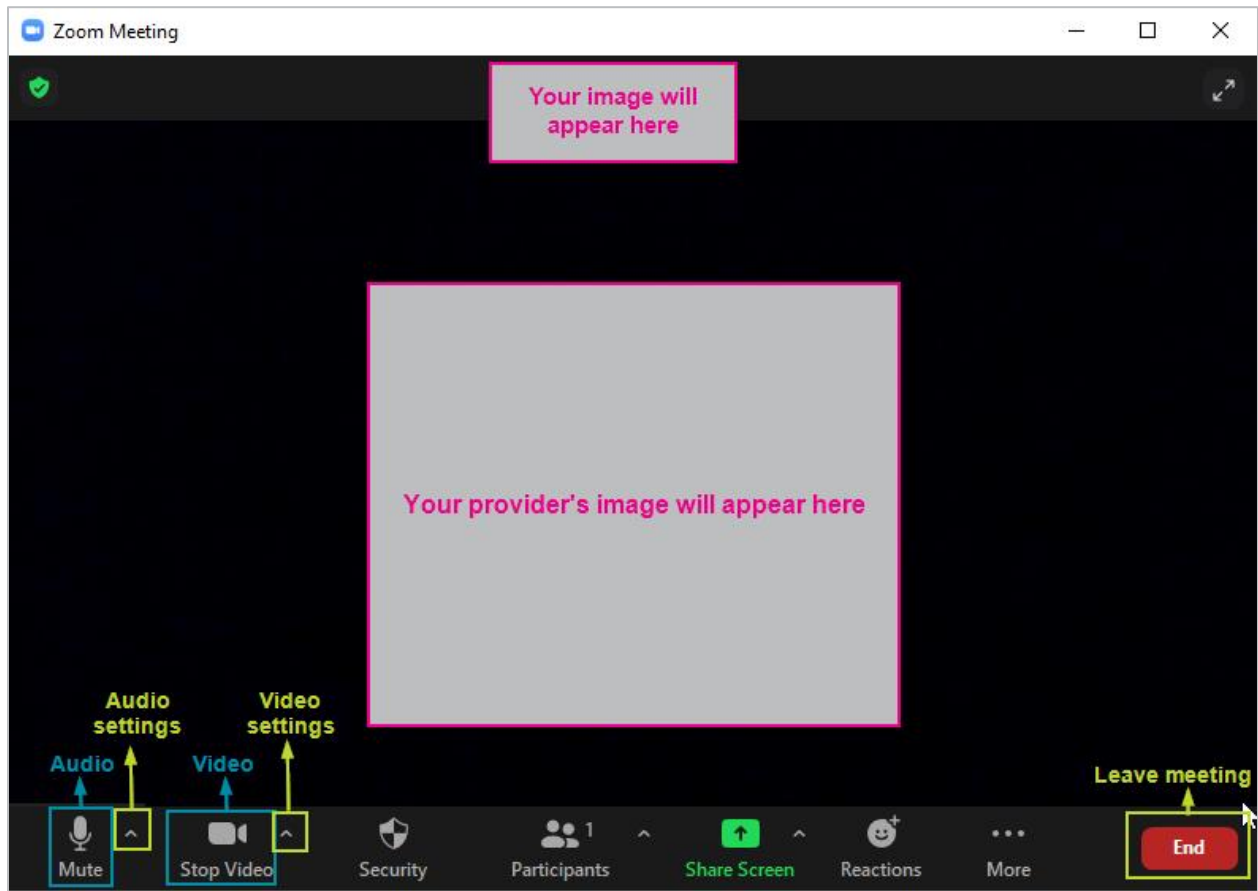 Zoom Meeting
Your image will
appear here
Your provider's image will appear here
Audio
settings
Video
settings
Audio
Video
Leave meeting
Mute
Stop Video
Security
1
Participants
Share Screen
Reactions
More
End